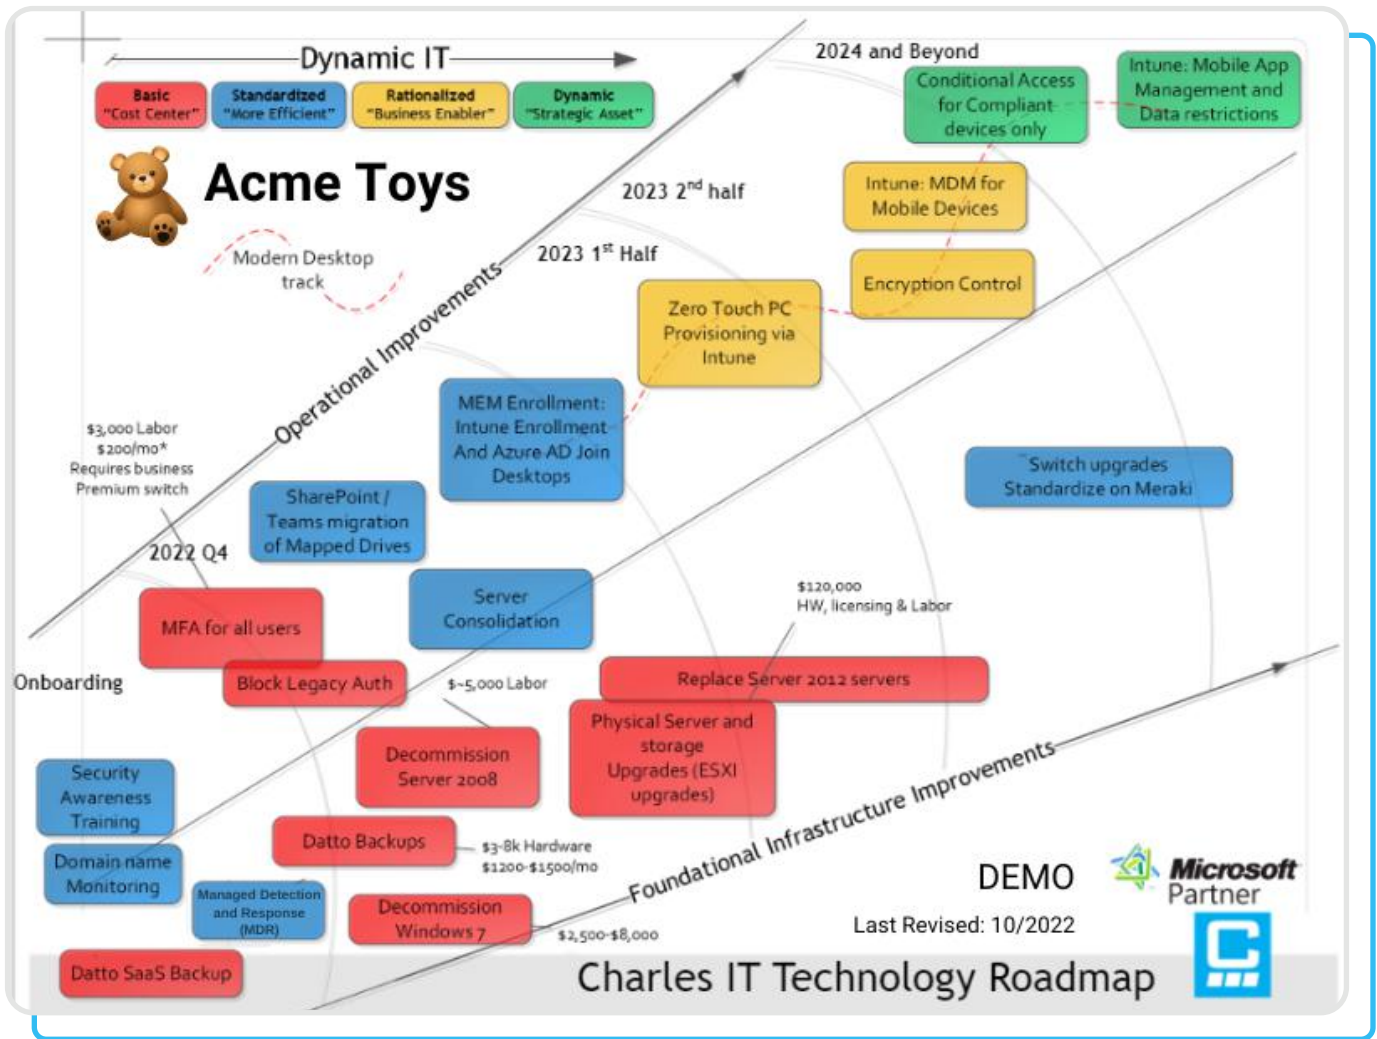 Dynamic IT
Basic
"Cost Center"
Standardized
"More Efficient"
Rationalized
"Business Enabler"
Dynamic
"Strategic Asset"
Acme Toys
Modern Desktop
track
2024 and Beyond
Conditional Access
for Compliant
devices only
Intune: Mobile App
Management and
Data restrictions
2023 2nd half
Intune: MDM for
Mobile Devices
2023 1st Half
Encryption Control
Zero Touch PC
Provisioning via
Intune
Operational Improvements
MEM Enrollment:
Intune Enrollment
And Azure AD Join
Desktops
$3,000 Labor
$200/mo*
Requires business
Premium switch
Switch upgrades
Standardize on Meraki
SharePoint /
Teams migration
of Mapped Drives
2022 Q4
Server
Consolidation
$120,000
HW, licensing & Labor
MFA for all users
Block Legacy Auth
Onboarding
$~5,000 Labor
Replace Server 2012 servers
Physical Server and
storage
Upgrades (ESXI
upgrades)
Decommission
Server 2008
Security
Awareness
Training
Datto Backups
$3-8k Hardware
$1200-$1500/mo
Foundational Infrastructure Improvements
Domain name
Monitoring
Managed Detection
and Response
(MDR)
Decommission
Windows 7
$2,500-$8,000
Datto SaaS Backup
DEMO
Last Revised: 10/2022
Microsoft
Partner
Charles IT Technology Roadmap
C